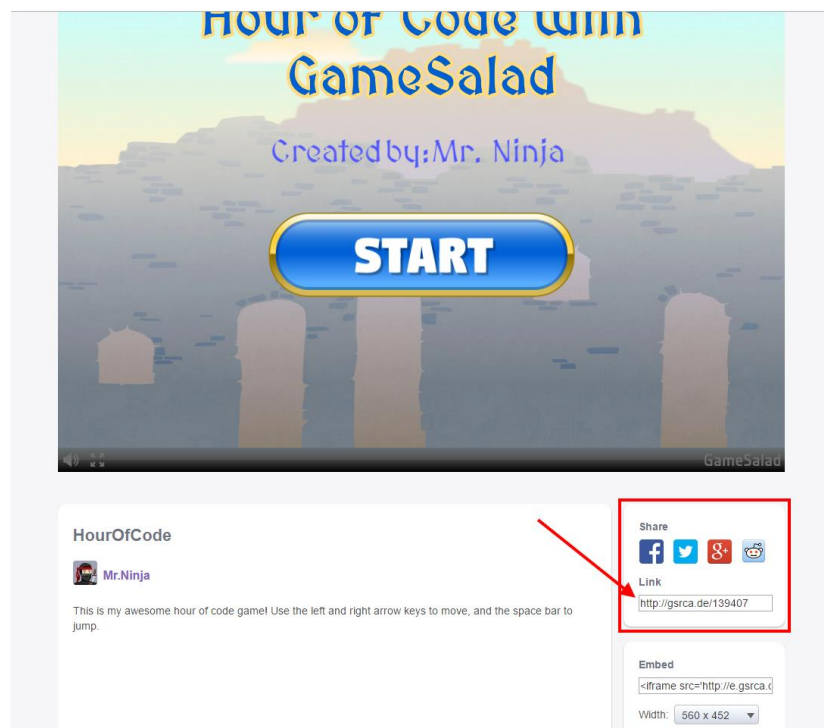 Hour of Code with
GameSalad
Created by: Mr. Ninja
START
GameSalad
HourOfCode
Mr.Ninja
This is my awesome hour of code game! Use the left and right arrow keys to move, and the space bar to
jump.
Share
Link
http://gsrca.de/139407
Embed
<iframe src='http://e.gsrca.c
Width: 560 x 452